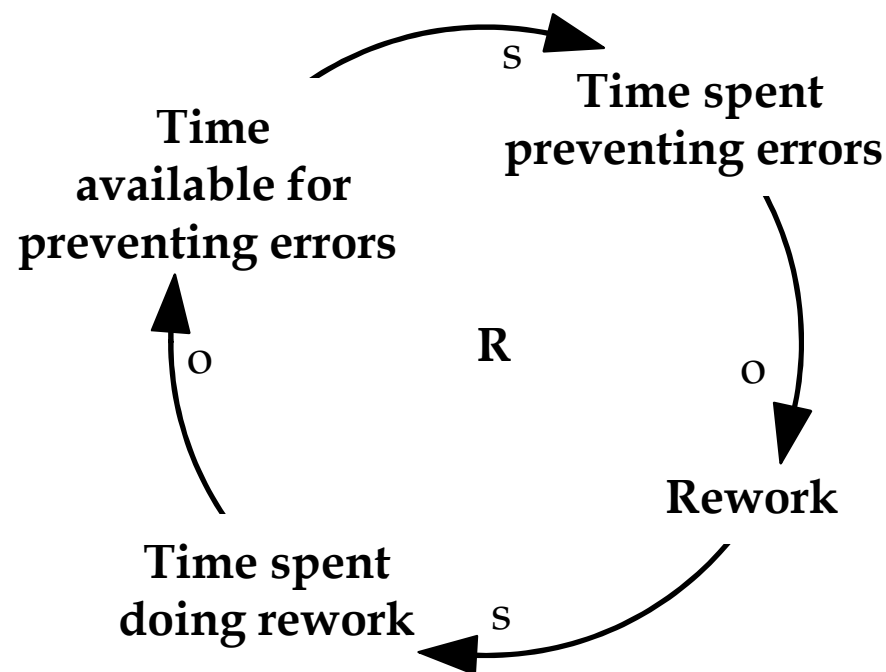 s
Time spent
preventing errors
Time
available for
preventing errors
R
o
o
Rework
Time spent
doing rework
s